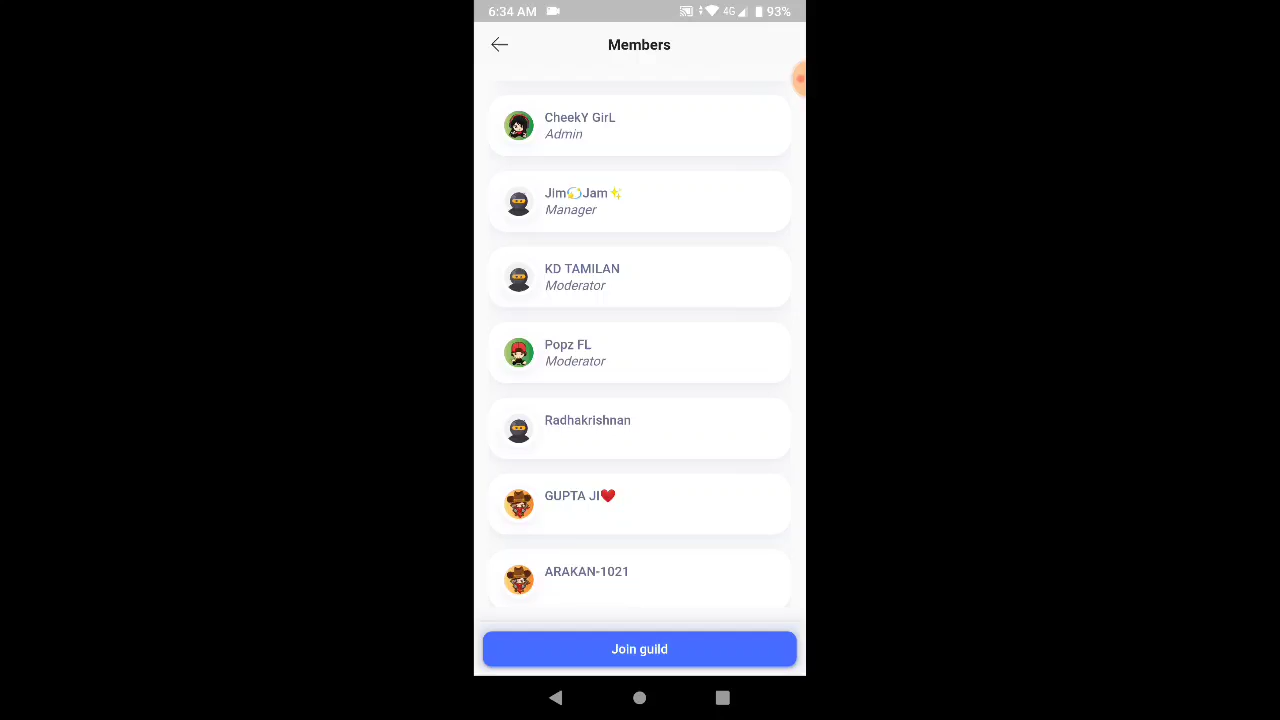 6:34 AM 4G 93%
Members
CheekY GirL
Admin
Jim💫Jam✨
Manager
KD TAMILAN
Moderator
Popz FL
Moderator
Radhakrishnan
GUPTA JI❤️
ARAKAN-1021
Join guild